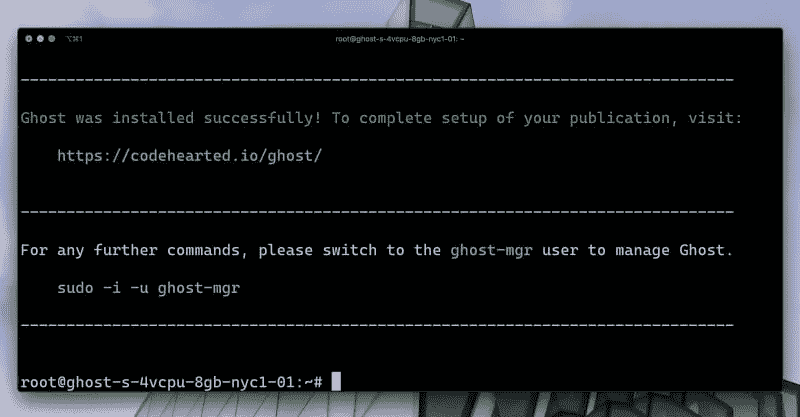 ⌥⌘1
root@ghost-s-4vcpu-8gb-nyc1-01: ~
--------------------------------------------------------------------------------
Ghost was installed successfully! To complete setup of your publication, visit:
https://codehearted.io/ghost/
--------------------------------------------------------------------------------
For any further commands, please switch to the ghost-mgr user to manage Ghost.
sudo -i -u ghost-mgr
--------------------------------------------------------------------------------
root@ghost-s-4vcpu-8gb-nyc1-01:~#